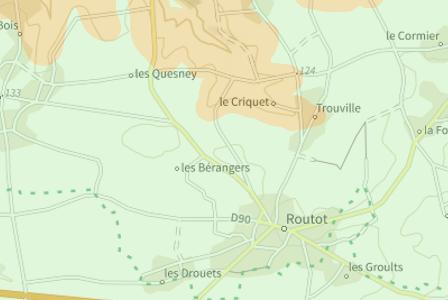 Bois
le Cormier
les Quesney
124
133
le Criquet
Trouville
la Fo
les Bérangers
D90
Routot
les Drouets
les Groults